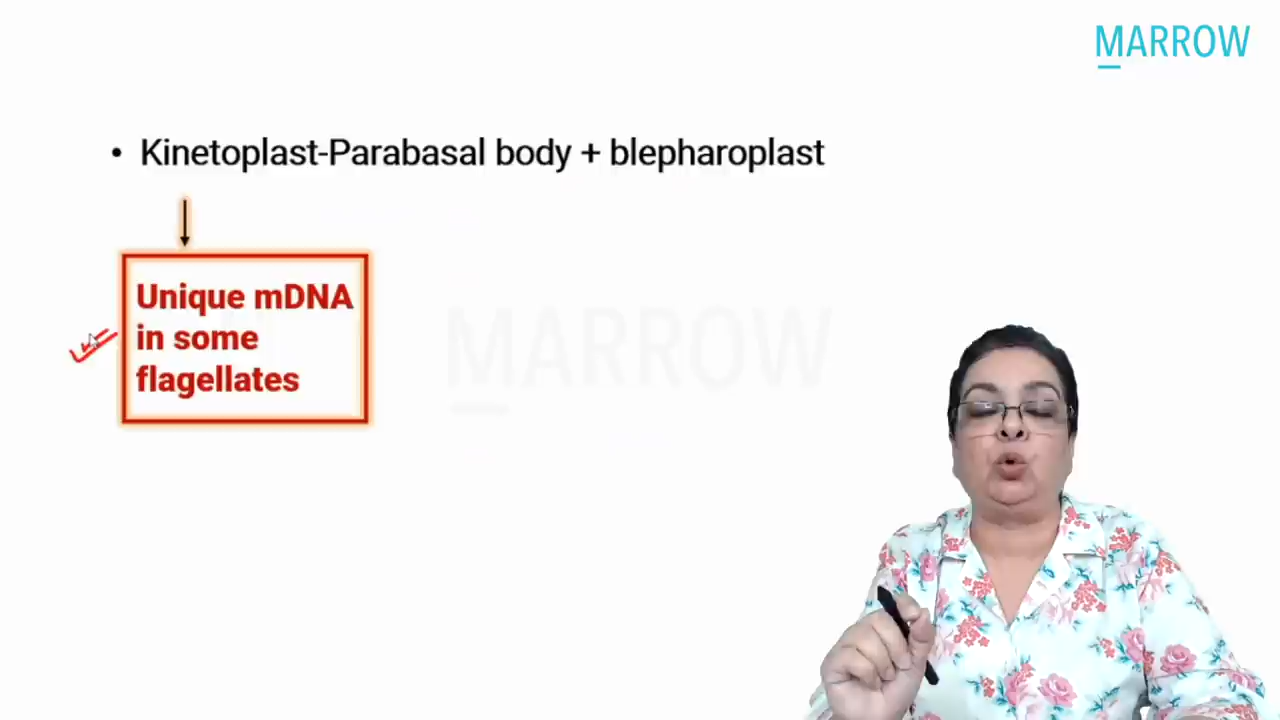 MARROW
• Kinetoplast-Parabasal body + blepharoplast
Unique mDNA
in some
flagellates
MARROW